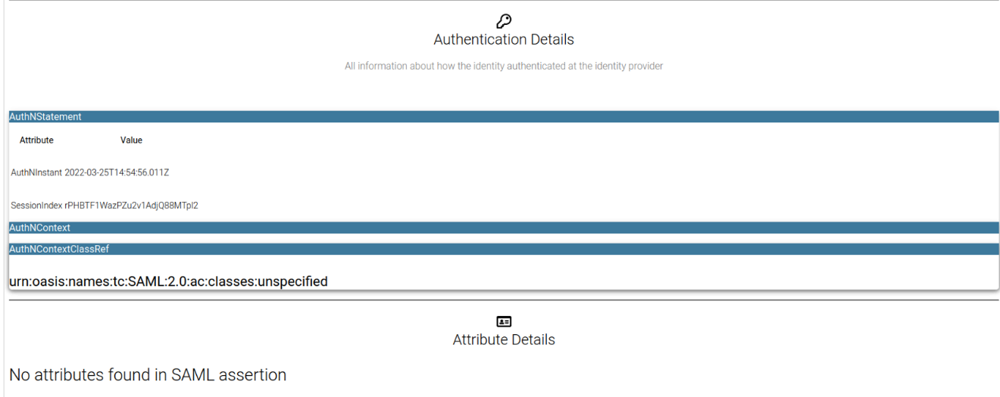 Authentication Details
All information about how the identity authenticated at the identity provider
AuthNStatement
Attribute Value
AuthNInstant 2022-03-25T14:54:56.011Z
SessionIndex rPHBTF1WazPZu2v1AdjQ88MTpI2
AuthNContext
AuthNContextClassRef
urn:oasis:names:tc:SAML:2.0:ac:classes:unspecified
Attribute Details
No attributes found in SAML assertion